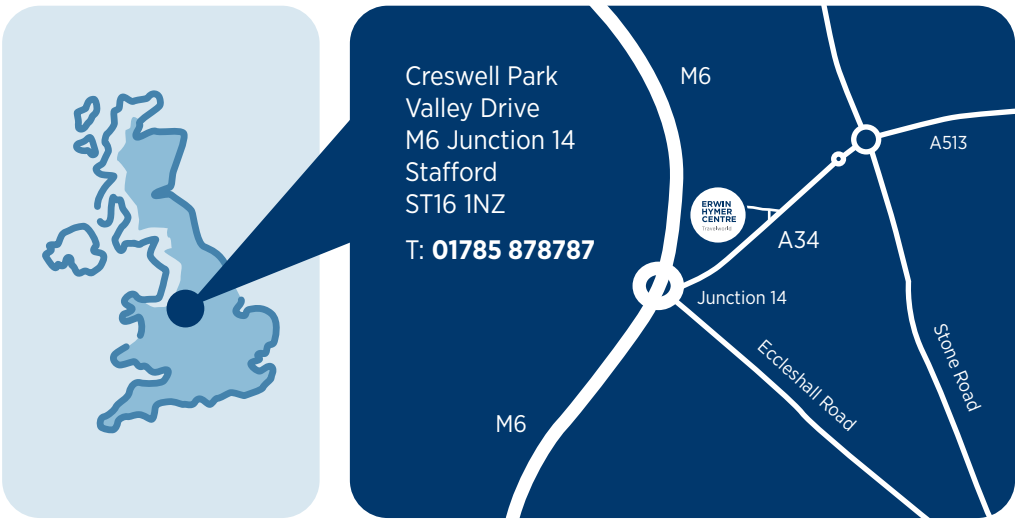 Creswell Park
Valley Drive
M6 Junction 14
Stafford
ST16 1NZ
T: 01785 878787
M6
A513
ERWIN
HYMER
CENTRE
Travelworld
A34
Junction 14
Eccleshall Road
Stone Road
M6